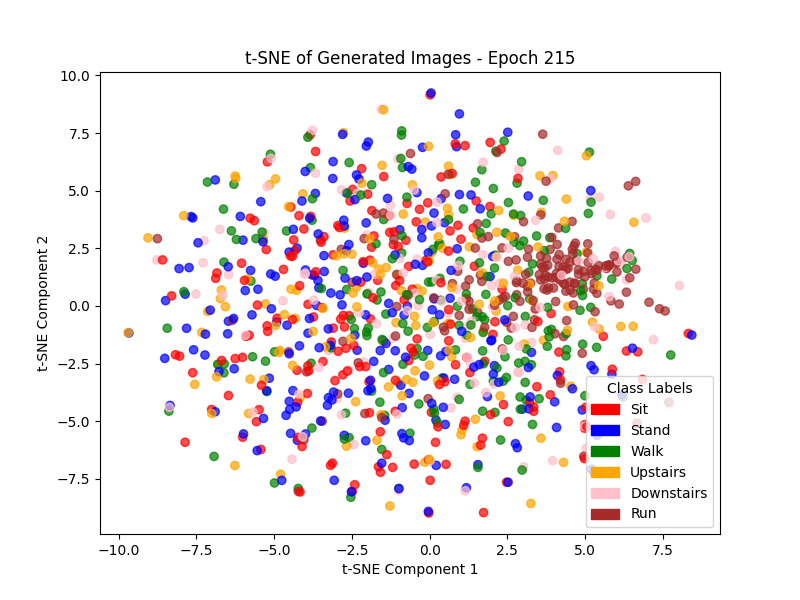 t-SNE of Generated Images - Epoch 215
10.0
7.5
5.0
2.5
0.0
−2.5
−5.0
−7.5
t-SNE Component 2
−10.0 −7.5 −5.0 −2.5 0.0 2.5 5.0 7.5
t-SNE Component 1
Class Labels
Sit
Stand
Walk
Upstairs
Downstairs
Run